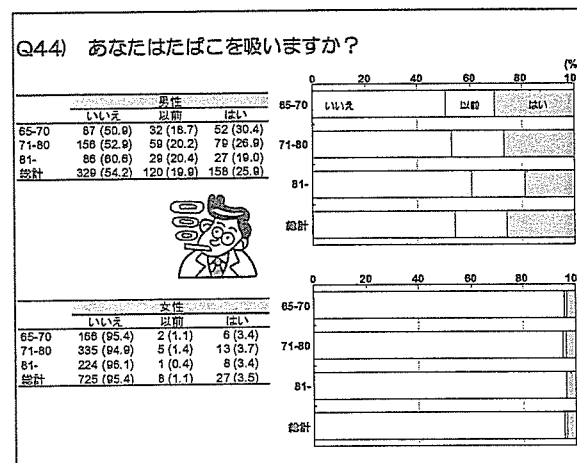 Q44) あなたはたばこを吸いますか？
男性
いいえ 以前 はい
65-70 87 (50.9) 32 (18.7) 52 (30.4)
71-80 156 (52.9) 59 (20.2) 79 (26.9)
81- 86 (60.6) 29 (20.4) 27 (19.0)
総計 329 (54.2) 120 (19.9) 158 (25.9)
(%
0 20 40 60 80 10
65-70 いいえ 以前 はい
71-80
81-
総計
女性
いいえ 以前 はい
65-70 166 (95.4) 2 (1.1) 6 (3.4)
71-80 335 (94.9) 5 (1.4) 13 (3.7)
81- 224 (96.1) 1 (0.4) 8 (3.4)
総計 725 (95.4) 8 (1.1) 27 (3.5)
0 20 40 60 80 10
65-70
71-80
81-
総計